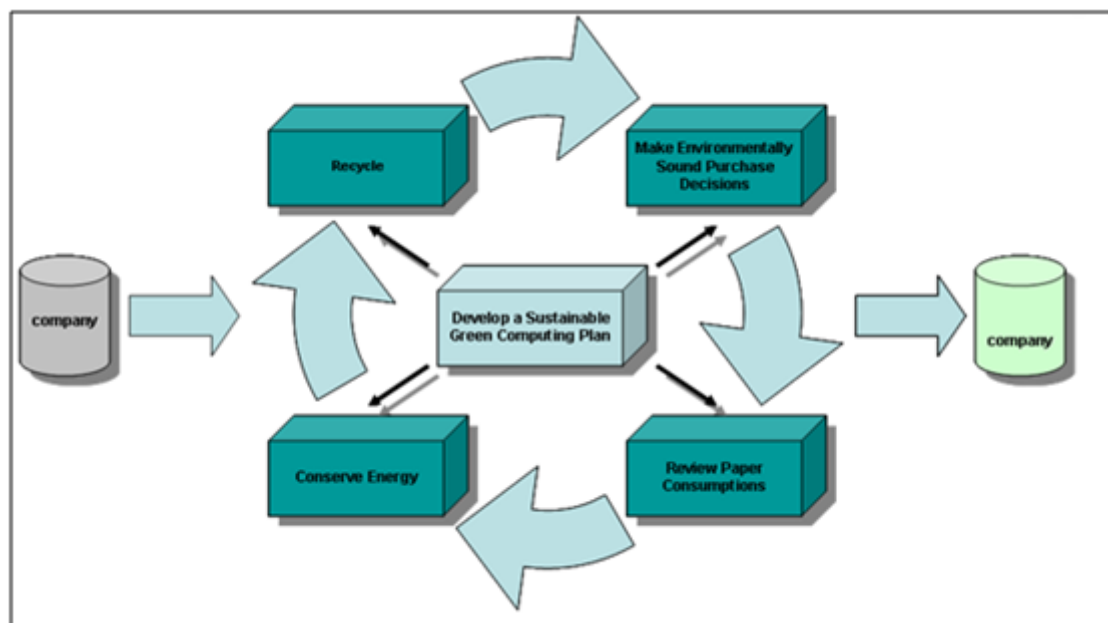 Recycle
Make Environmentally
Sound Purchase
Decisions
company
Develop a Sustainable
Green Computing Plan
company
Conserve Energy
Review Paper
Consumptions